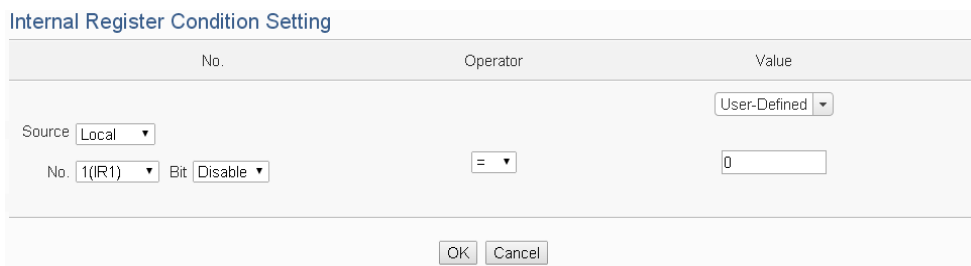 Internal Register Condition Setting
No. Operator Value
User-Defined
Source Local
No. 1(IR1) Bit Disable = 0
OK Cancel